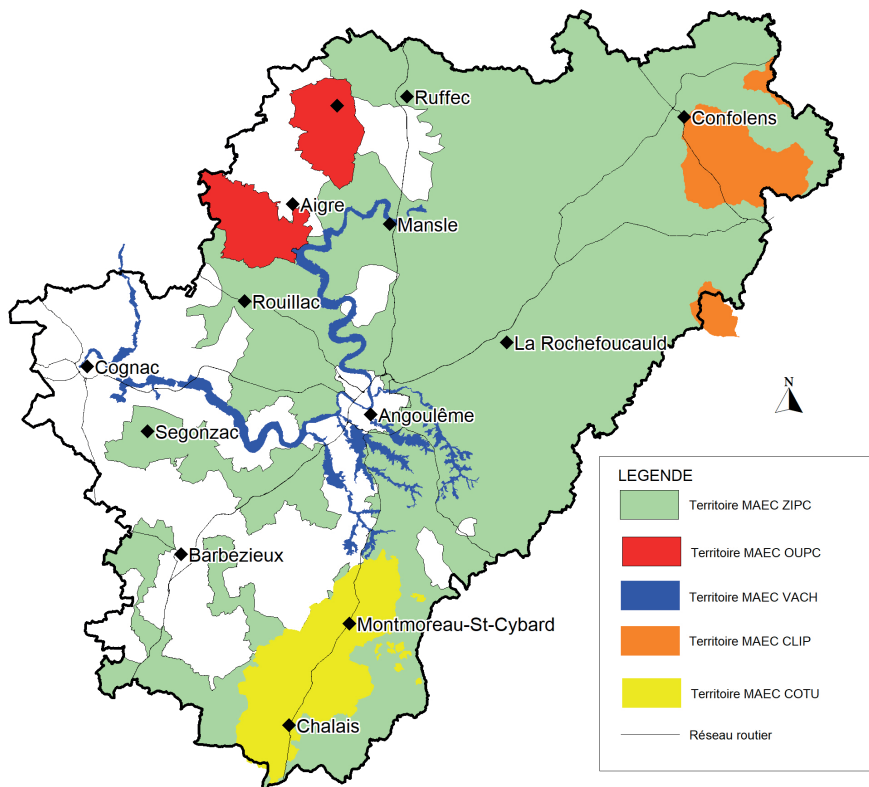 Ruffec
Confolens
Aigre
Mansle
Rouillac
La Rochefoucauld
Cognac
N
Angoulême
Segonzac
LEGENDE
Territoire MAEC ZIPC
Territoire MAEC OUPC
Barbezieux
Territoire MAEC VACH
Montmoreau-St-Cybard
Territoire MAEC CLIP
Territoire MAEC COTU
Chalais
Réseau routier